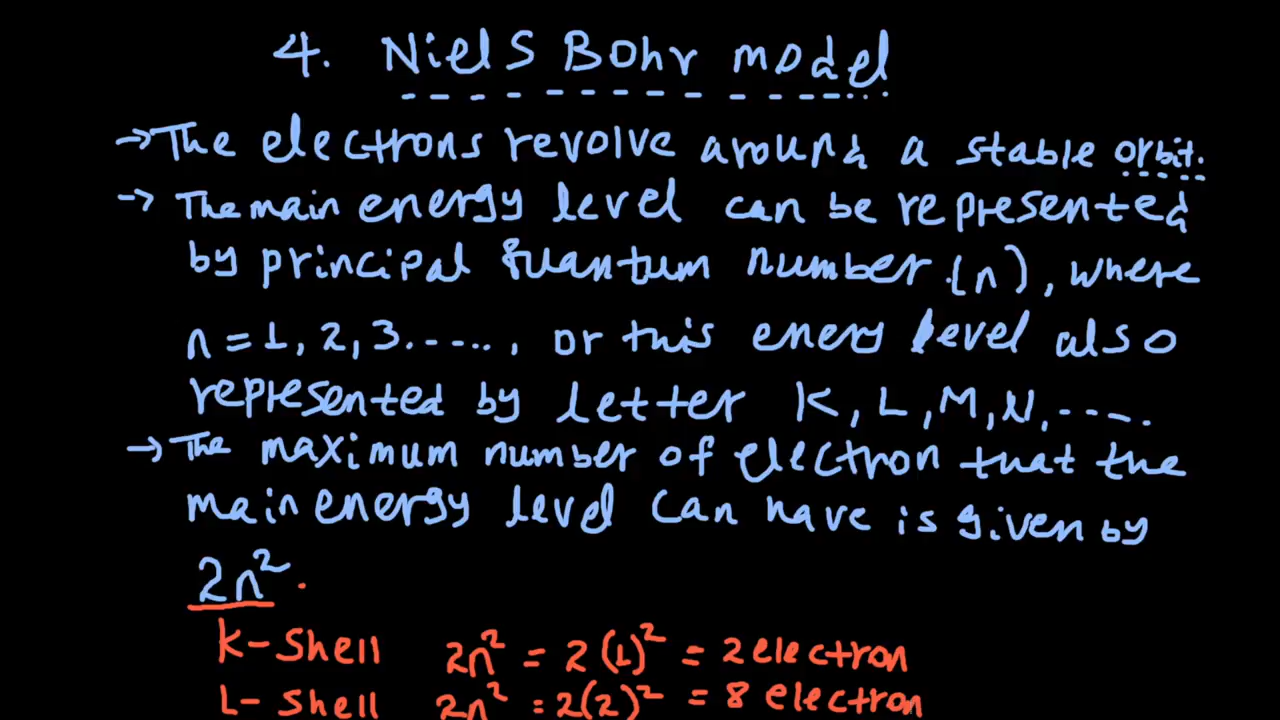 4. Niels Bohr model
→ The electrons revolve around a stable orbit.
→ The main energy level can be represented
by principal quantum number (n), where
n = 1, 2, 3......, or this energy level also
represented by letter K, L, M, N, .....
→ The maximum number of electron that the
main energy level can have is given by
2n².
K- shell 2n² = 2(1)² = 2 electron
L- shell 2n² = 2(2)² = 8 electron